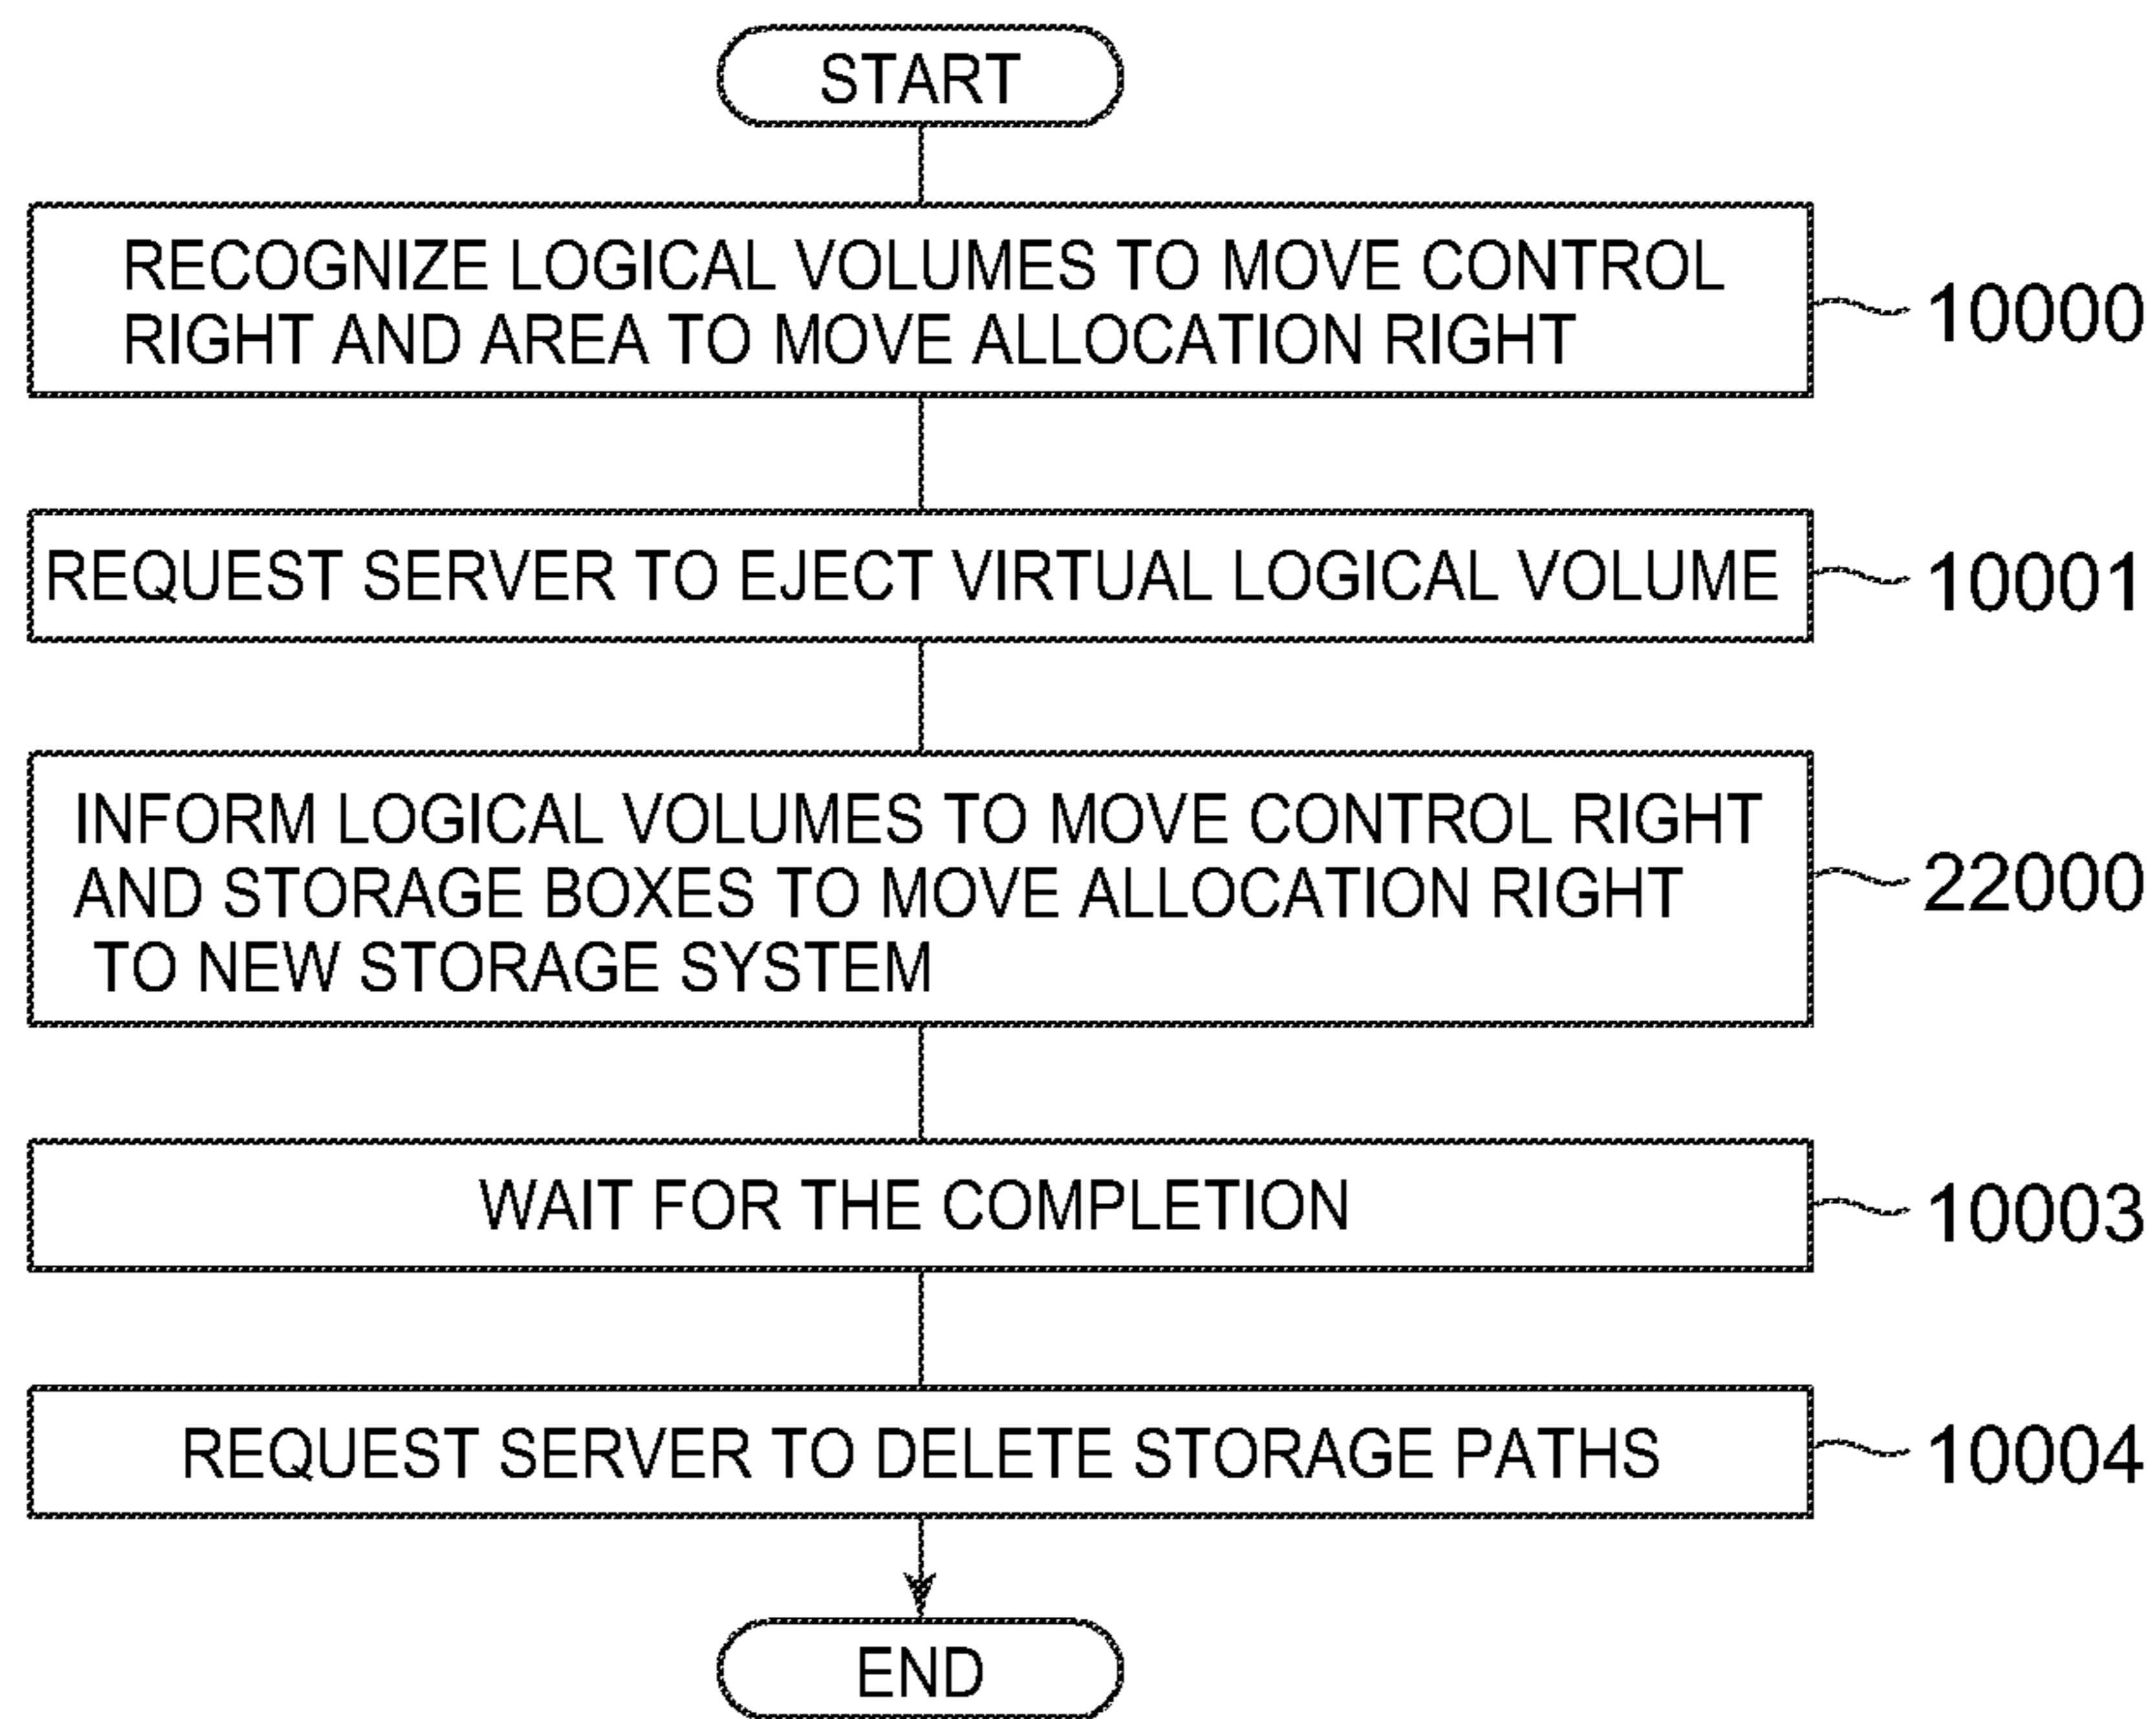 START
RECOGNIZE LOGICAL VOLUMES TO MOVE CONTROL
RIGHT AND AREA TO MOVE ALLOCATION RIGHT
10000
REQUEST SERVER TO EJECT VIRTUAL LOGICAL VOLUME
10001
INFORM LOGICAL VOLUMES TO MOVE CONTROL RIGHT
AND STORAGE BOXES TO MOVE ALLOCATION RIGHT
TO NEW STORAGE SYSTEM
22000
WAIT FOR THE COMPLETION
10003
REQUEST SERVER TO DELETE STORAGE PATHS
10004
END